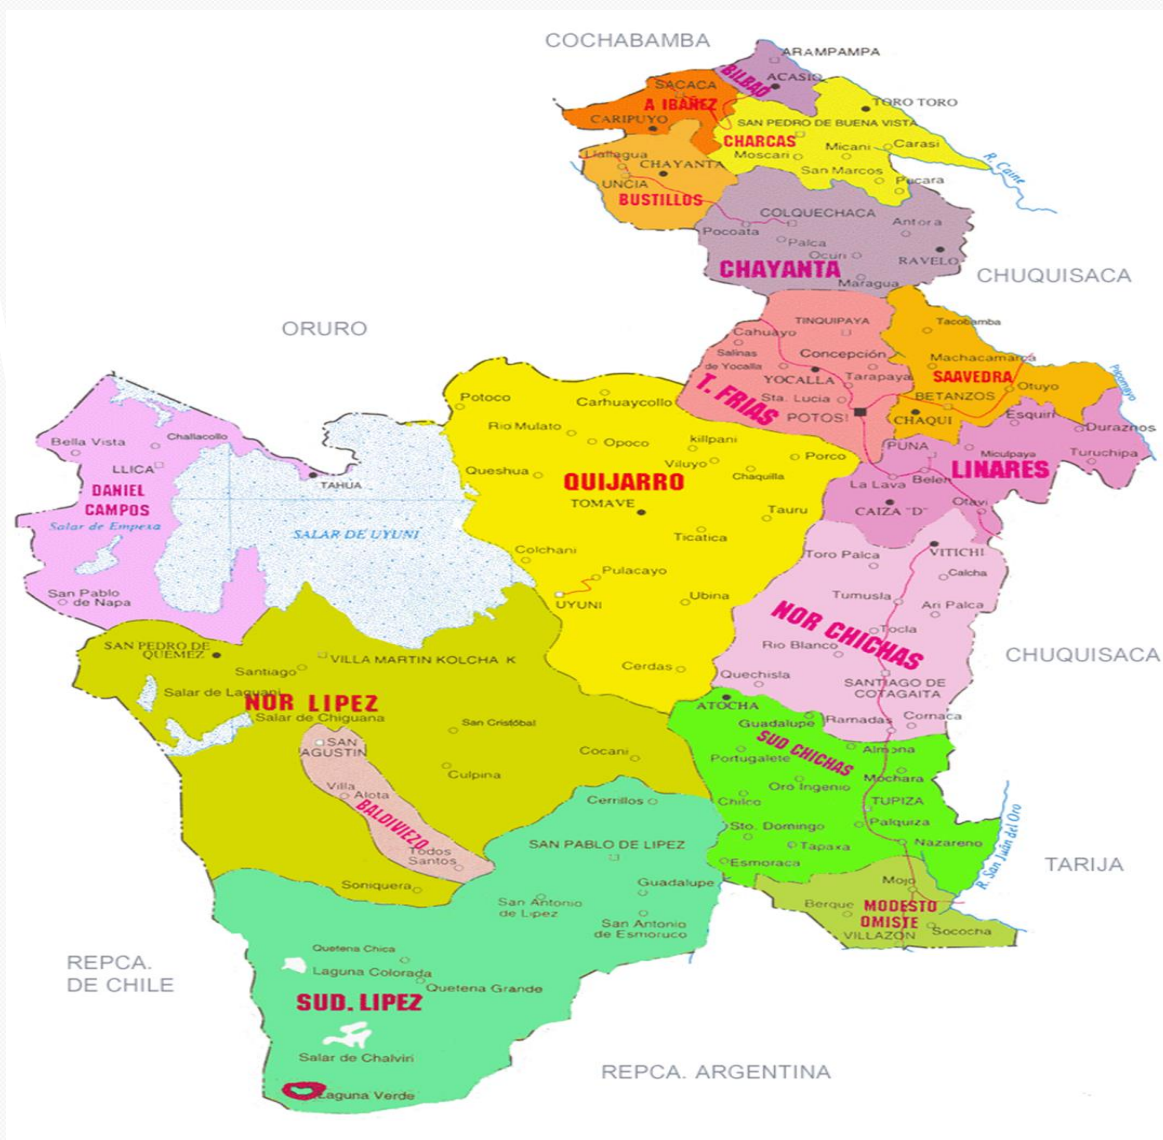 COCHABAMBA
ARAMPAMPA
BILBAO
ACASIO
SACACA
A IBAÑEZ
TORO TORO
CARIPUYO
SAN PEDRO DE BUENA VISTA
CHARCAS
Micani
Carasi
Moscari
Llallagua
CHAYANTA
San Marcos
R. Caine
Pocara
UNCIA
BUSTILLOS
COLQUECHACA
Antora
Pocoata
Palca
Ocuri
RAVELO
CHAYANTA
Maragua
CHUQUISACA
ORURO
TINQUIPAYA
Tacobamba
Cahuayo
Salinas
de Yocalla
Concepción
Machacamarca
YOCALLA
Tarapaya
SAAVEDRA
Otuyo
Pilcomayo
T. FRIAS
Sta. Lucia
BETANZOS
POTOSI
CHAQUI
Esquiri
Duraznos
Potoco
Carhuaycollo
Rio Mulato
Opoco
killpani
Porco
PUNA
Miculpaya
Turuchipa
Bella Vista
Challacollo
LLICA
TAHUA
Queshua
Viluyo
Chaquilla
QUIJARRO
LINARES
La Lava
Belen
DANIEL
CAMPOS
TOMAVE
Tauru
CAIZA "D"
Otavi
Salar de Empexa
SALAR DE UYUNI
Ticatica
Colchani
Toro Palca
VITICHI
Calcha
Pulacayo
San Pablo
de Napa
UYUNI
Ubina
Tumusla
Ari Palca
NOR CHICHAS
Tocla
Rio Blanco
SAN PEDRO DE
QUEMEZ
VILLA MARTIN KOLCHA K
Santiago
Cerdas
CHUQUISACA
Quechisla
SANTIAGO DE
COTAGAITA
Salar de Laguani
NOR LIPEZ
Salar de Chiguana
ATOCHA
San Cristóbal
Guadalupe
Ramadas
Cornaca
SAN
AGUSTIN
Cocani
SUD CHICHAS
Almona
Portugalete
Culpina
Mochara
Villa
Alota
Oro Ingenio
Cerrillos
Chilco
TUPIZA
BALDIVIEZO
Sto. Domingo
Palquiza
R. San Juan del Oro
Todos
Santos
SAN PABLO DE LIPEZ
Tapaxa
Nazareno
Esmoraca
TARIJA
Soniquera
Guadalupe
Mojo
San Antonio
de Lipez
Berque
MODESTO
OMISTE
San Antonio
de Esmoruco
VILLAZON
Sococha
REPCA.
DE CHILE
Quetena Chica
Laguna Colorada
Quetena Grande
SUD. LIPEZ
Salar de Chalviri
REPCA. ARGENTINA
Laguna Verde